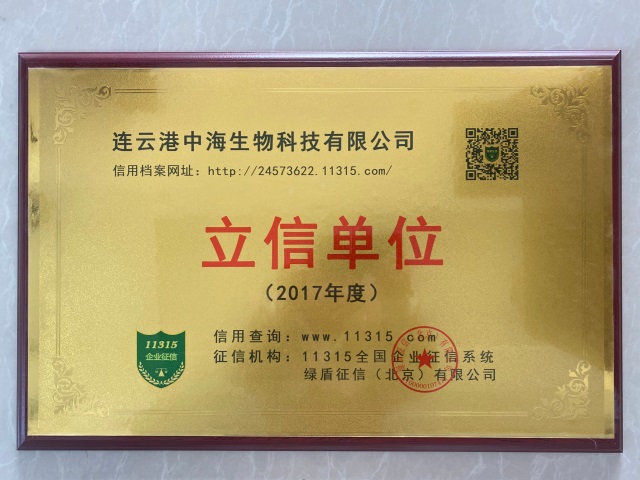 连云港中海生物科技有限公司
信用档案网址：http://24573622.11315.com/
立信单位
（2017年度）
11315
企业征信
信用查询：www.11315.com
征信机构：11315全国企业征信系统
绿盾征信（北京）有限公司